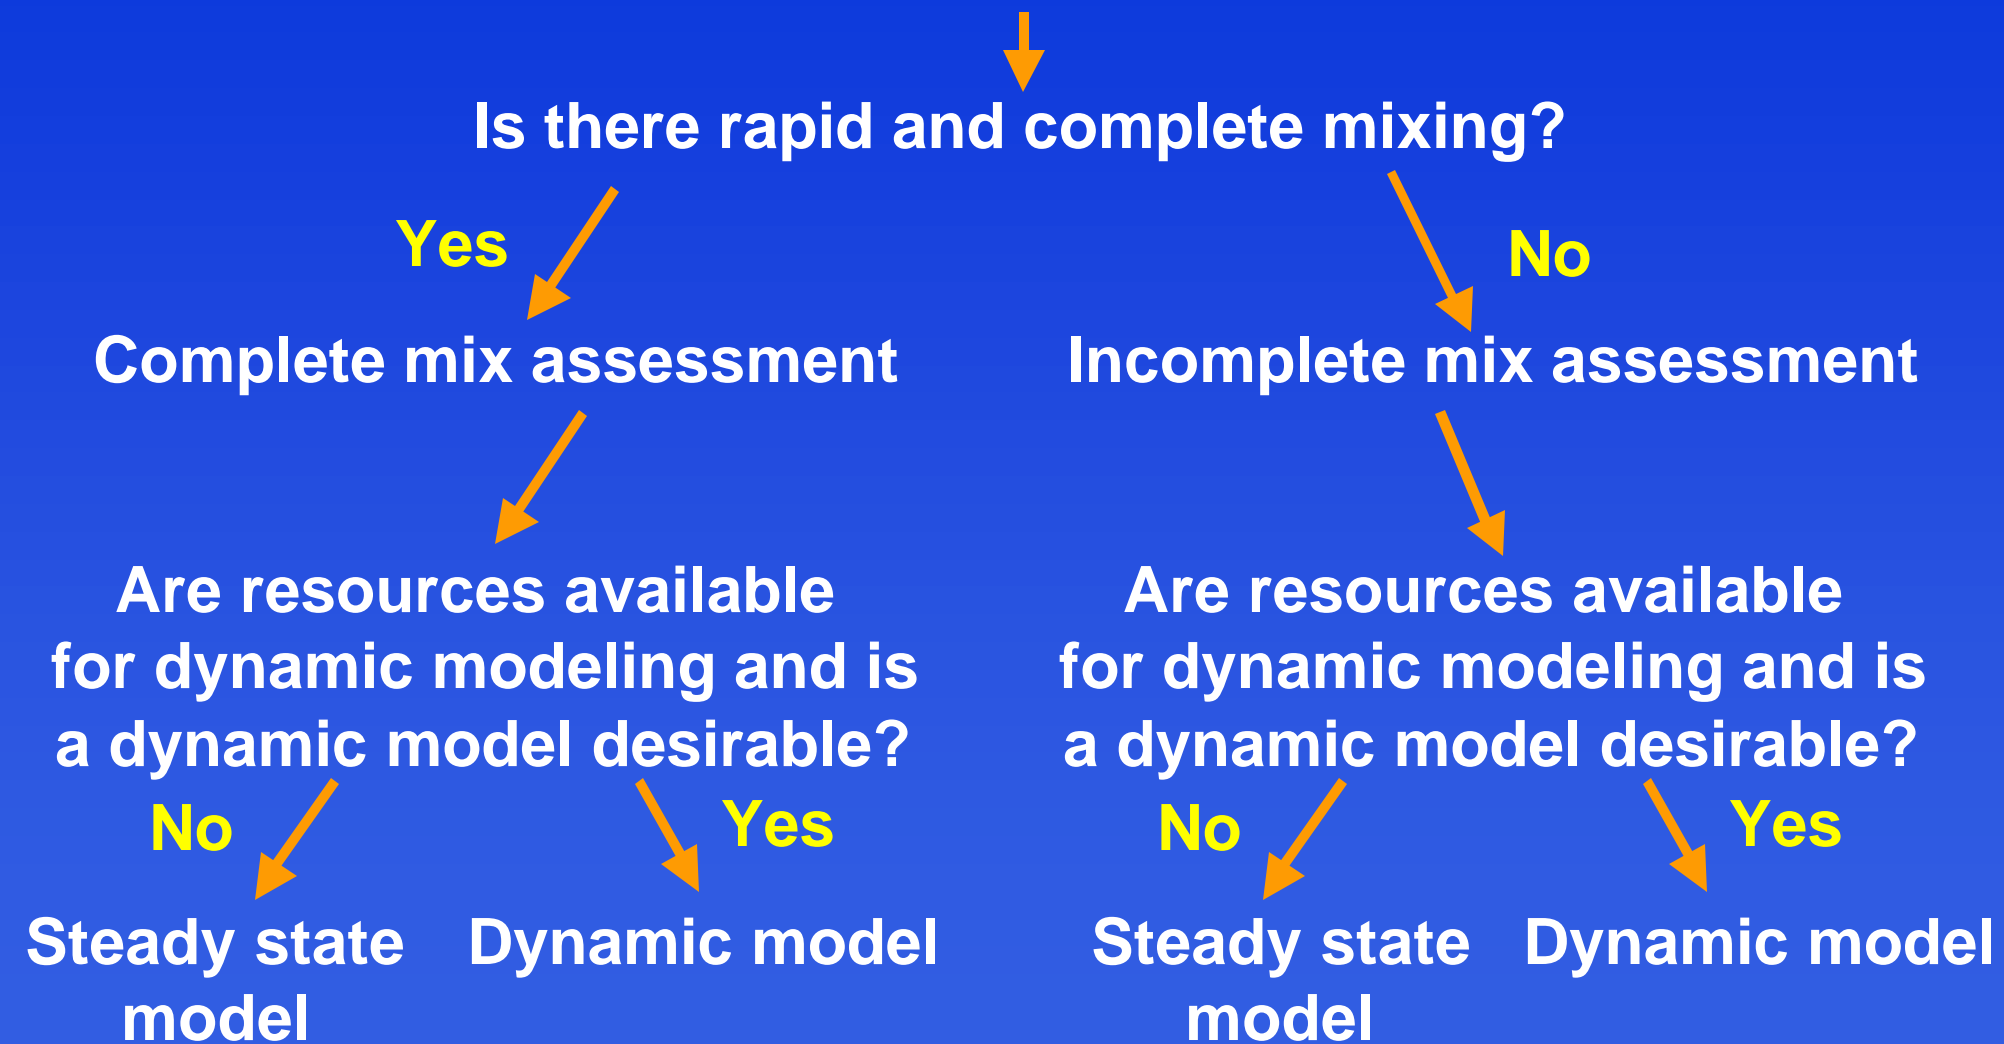 Is there rapid and complete mixing?
Yes
No
Complete mix assessment
Incomplete mix assessment
Are resources available
for dynamic modeling and is
a dynamic model desirable?
Are resources available
for dynamic modeling and is
a dynamic model desirable?
No
Yes
No
Yes
Steady state
model
Dynamic model
Steady state
model
Dynamic model